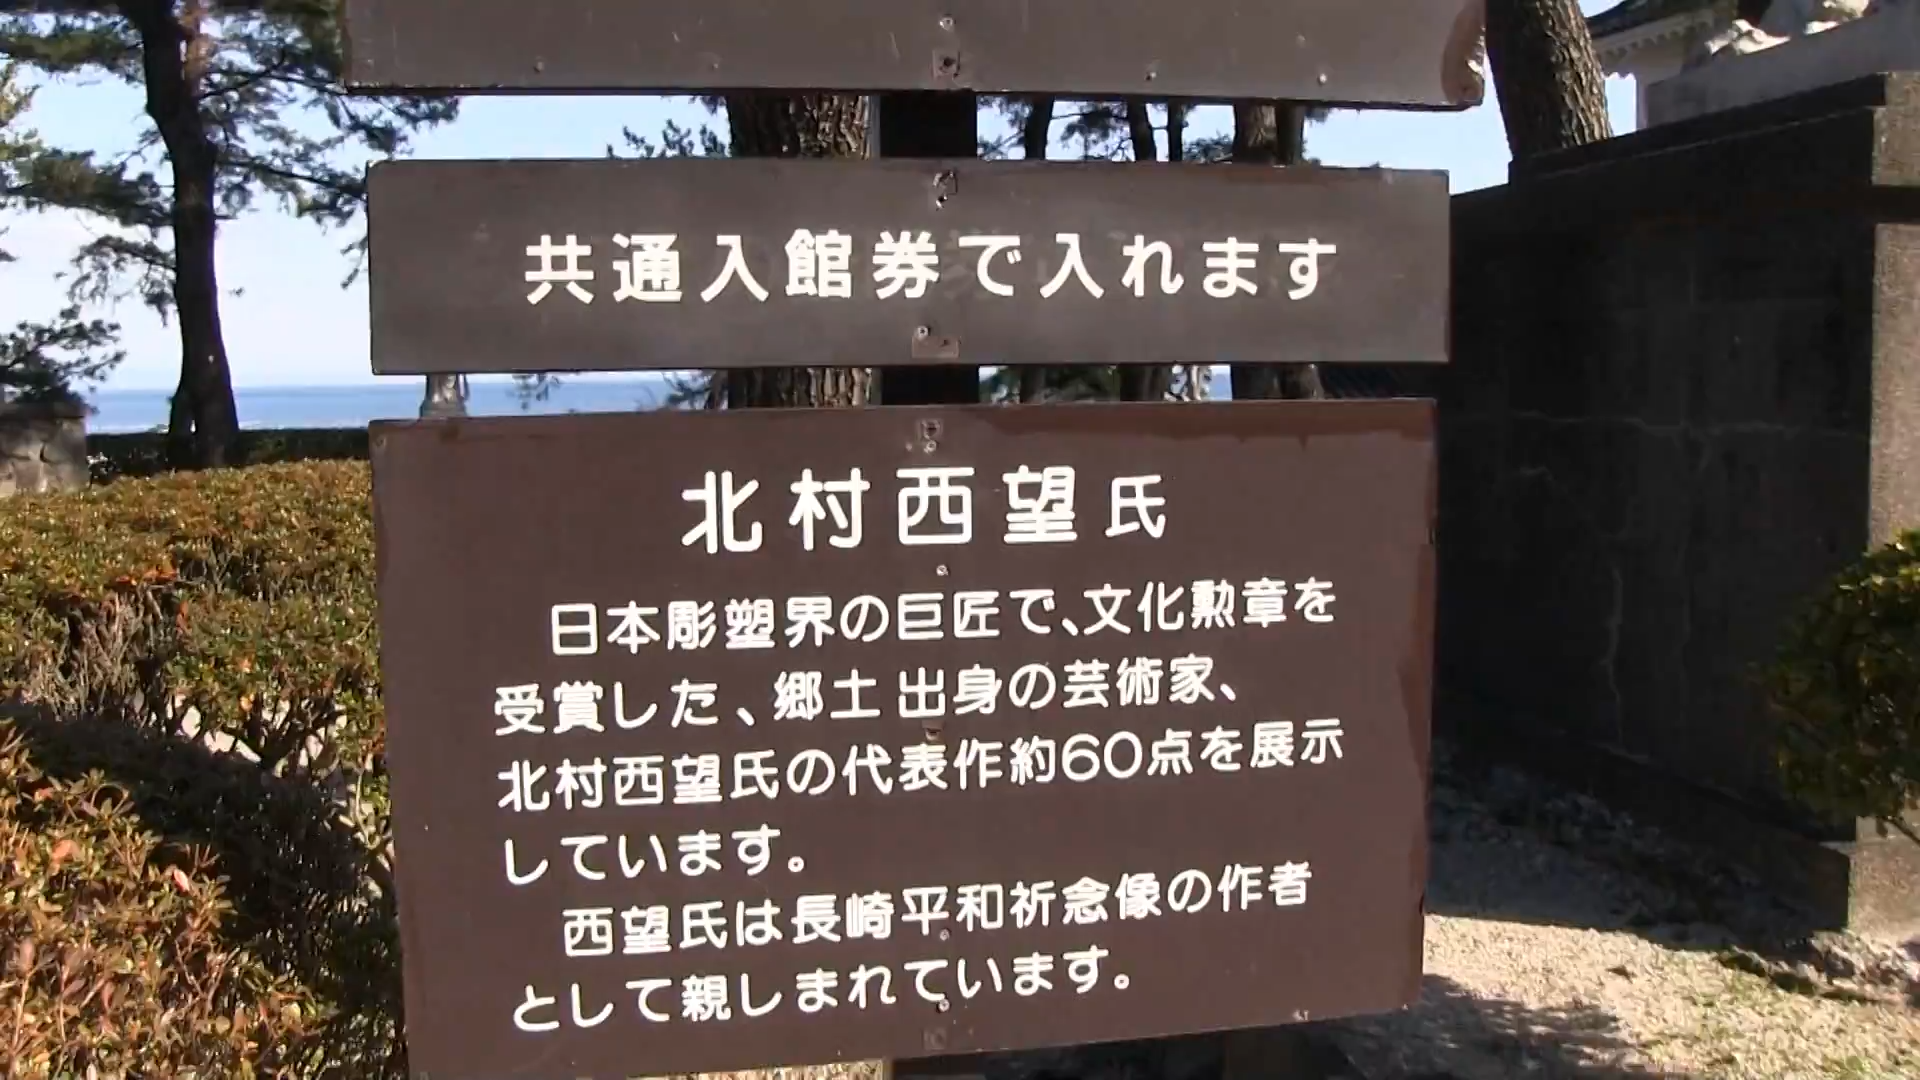 共通入館券で入れます
北村西望氏
日本彫塑界の巨匠で、文化勲章を
受賞した、郷土出身の芸術家、
北村西望氏の代表作約60点を展示
しています。
西望氏は長崎平和祈念像の作者
として親しまれています。